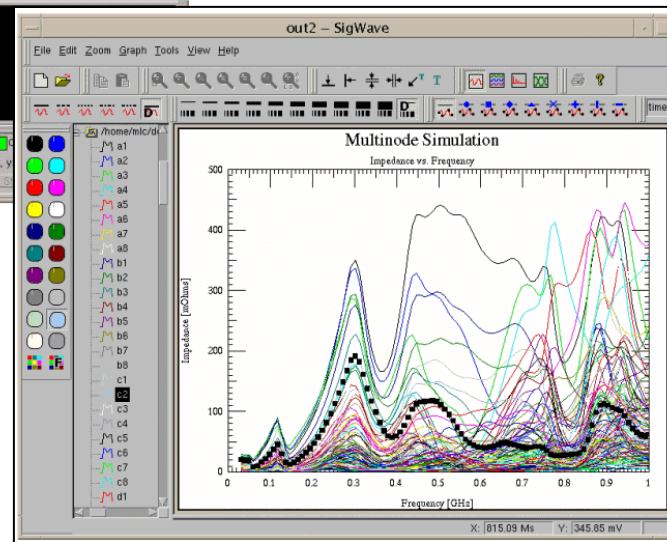 out2 – SigWave
File Edit Zoom Graph Tools View Help
time
/home/mlc/de
a1
a2
a3
a4
a5
a6
a7
a8
b1
b2
b3
b4
b5
b6
b7
b8
c1
c2
c3
c4
c5
c6
c7
c8
d1
Multinode Simulation
Impedance vs. Frequency
Impedance [mOhms]
500
400
300
200
100
0
0 0.1 0.2 0.3 0.4 0.5 0.6 0.7 0.8 0.9 1
Frequency [GHz]
X: 815.09 Ms Y: 345.85 mV